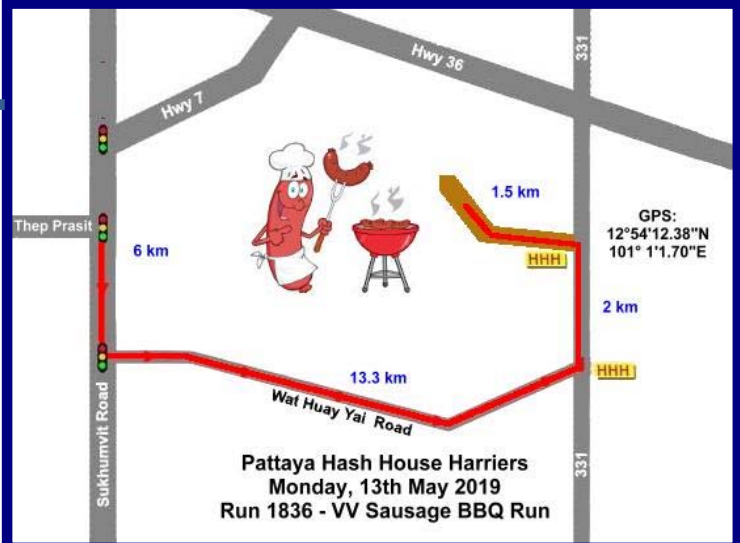 331
Hwy 36
Hwy 7
1.5 km
Thep Prasit
6 km
GPS:
12°54'12.38"N
101° 1'1.70"E
HHH
2 km
13.3 km
HHH
Wat Huay Yai Road
Sukhumvit Road
331
Pattaya Hash House Harriers
Monday, 13th May 2019
Run 1836 - VV Sausage BBQ Run